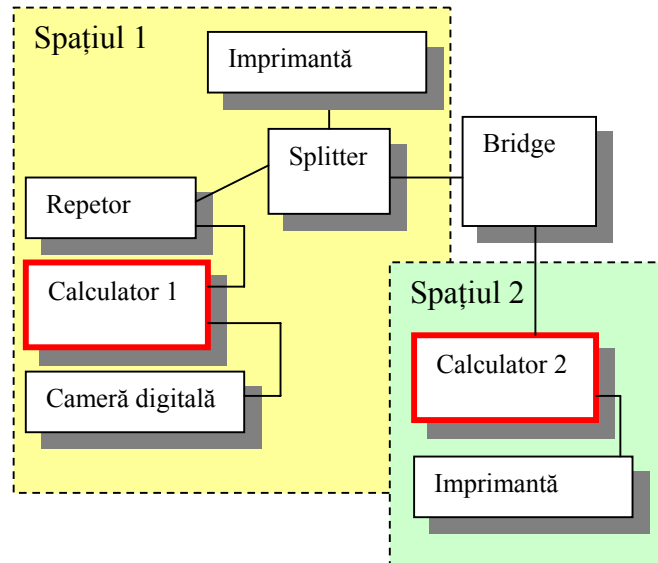 Spațiul 1
Imprimantă
Splitter
Bridge
Repetor
Calculator 1
Cameră digitală
Spațiul 2
Calculator 2
Imprimantă